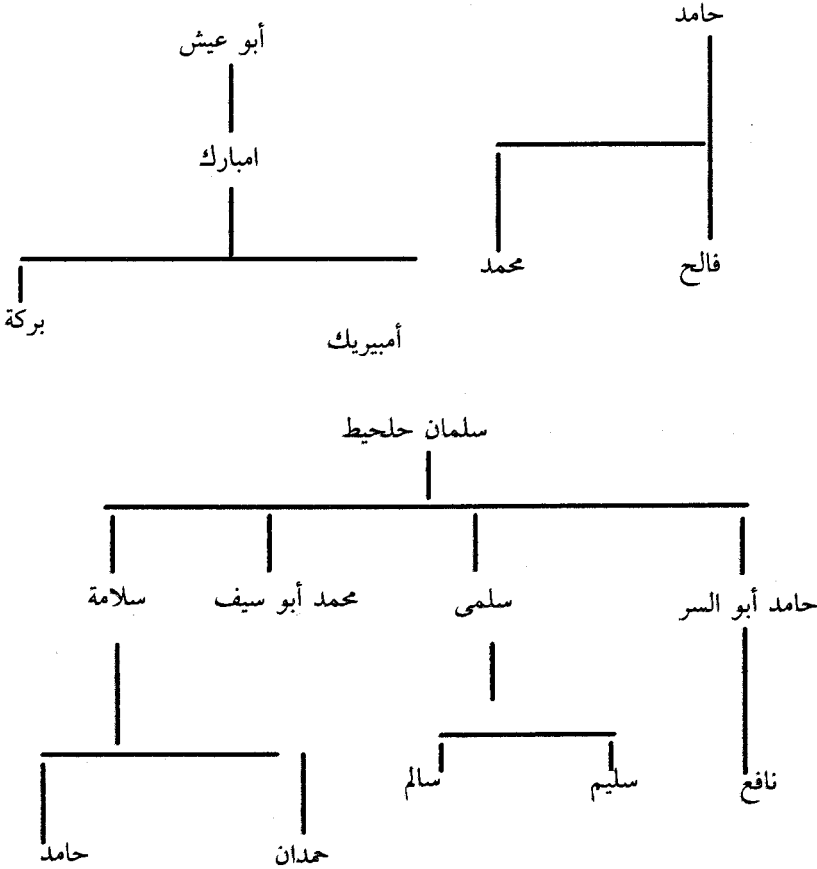 حامد
فالح محمد
أبو عيش
امبارك
أمبيريك بركة
سلمان حلحيط
حامد أبو السر سلمى محمد أبو سيف سلامة
نافع سليم سالم حمدان حامد